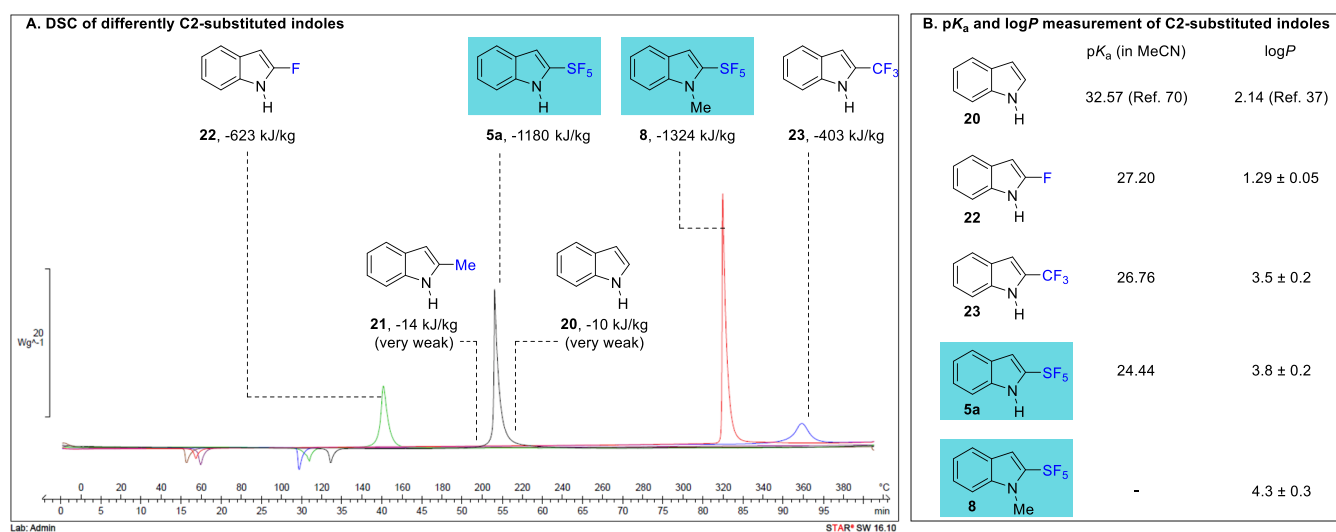 A. DSC of differently C2-substituted indoles
F
N
H
22, -623 kJ/kg
SF5
N
H
5a, -1180 kJ/kg
SF5
N
Me
8, -1324 kJ/kg
CF3
N
H
23, -403 kJ/kg
Me
N
H
21, -14 kJ/kg
(very weak)
N
H
20, -10 kJ/kg
(very weak)
20
Wg^-1
0 20 40 60 80 100 120 140 160 180 200 220 240 260 280 300 320 340 360 380 °C
0 5 10 15 20 25 30 35 40 45 50 55 60 65 70 75 80 85 90 95 min
Lab: Admin
STARe SW 16.10
B. pKa and logP measurement of C2-substituted indoles
pKa (in MeCN) logP
N
H
20
32.57 (Ref. 70) 2.14 (Ref. 37)
F
N
H
22
27.20 1.29 ± 0.05
CF3
N
H
23
26.76 3.5 ± 0.2
SF5
N
H
5a
24.44 3.8 ± 0.2
SF5
N
Me
8
- 4.3 ± 0.3